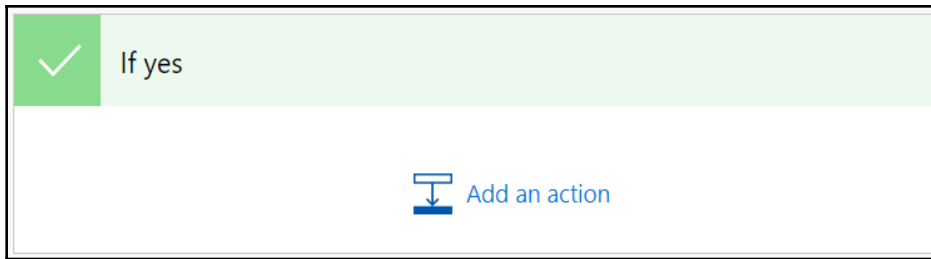 If yes
Add an action